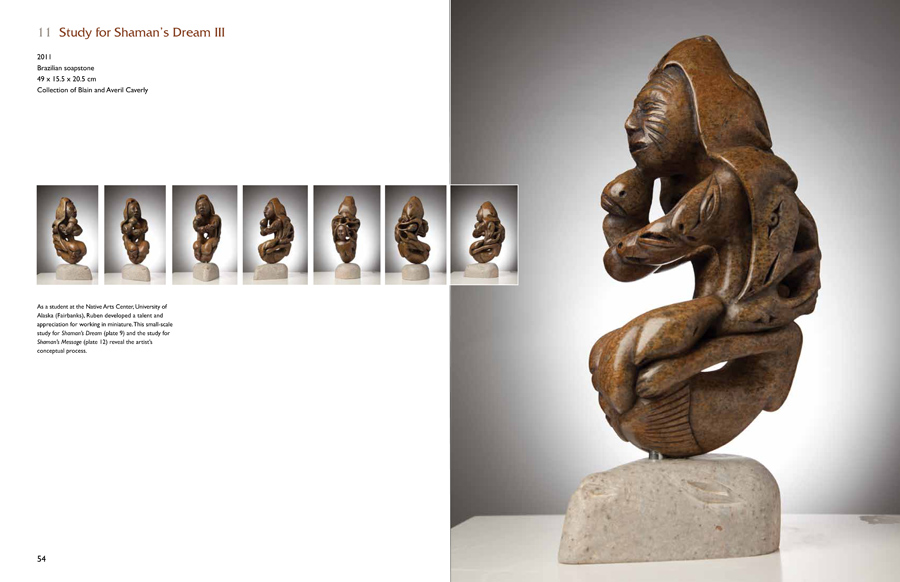 11 Study for Shaman's Dream III
2011
Brazilian soapstone
49 x 15.5 x 20.5 cm
Collection of Blain and Averil Caverly
As a student at the Native Arts Center, University of
Alaska (Fairbanks), Ruben developed a talent and
appreciation for working in miniature. This small-scale
study for Shaman's Dream (plate 9) and the study for
Shaman's Message (plate 12) reveal the artist's
conceptual process.
54